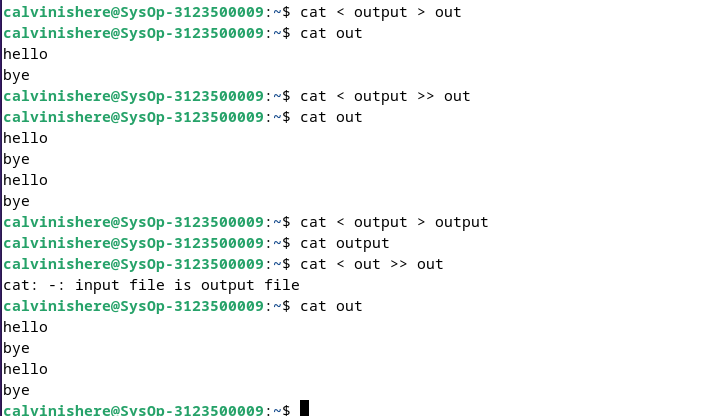 calvinishere@SysOp-3123500009:~$ cat < output > out
calvinishere@SysOp-3123500009:~$ cat out
hello
bye
calvinishere@SysOp-3123500009:~$ cat < output >> out
calvinishere@SysOp-3123500009:~$ cat out
hello
bye
hello
bye
calvinishere@SysOp-3123500009:~$ cat < output > output
calvinishere@SysOp-3123500009:~$ cat output
calvinishere@SysOp-3123500009:~$ cat < out >> out
cat: -: input file is output file
calvinishere@SysOp-3123500009:~$ cat out
hello
bye
hello
bye
calvinishere@SysOp-3123500009:~$